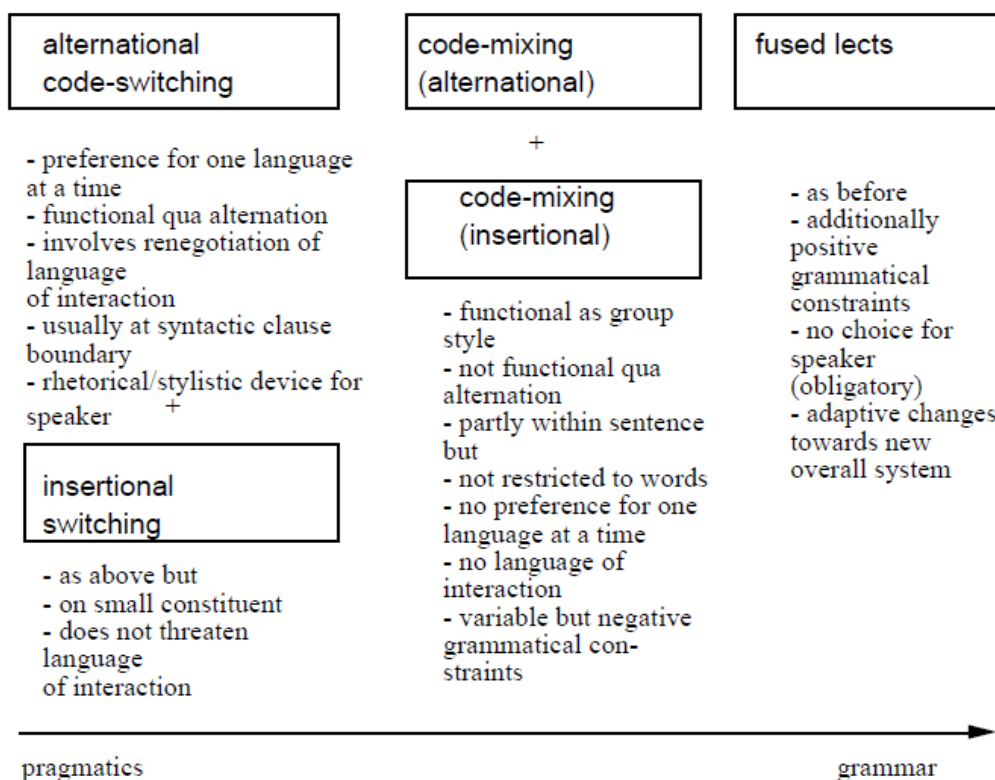 alternational
code-switching
- preference for one language
at a time
- functional qua alternation
- involves renegotiation of
language
of interaction
- usually at syntactic clause
boundary
- rhetorical/stylistic device for
speaker +
insertional
switching
- as above but
- on small constituent
- does not threaten
language
of interaction
code-mixing
(alternational)
+
code-mixing
(insertional)
- functional as group
style
- not functional qua
alternation
- partly within sentence
but
- not restricted to words
- no preference for one
language at a time
- no language of
interaction
- variable but negative
grammatical con-
straints
fused lects
- as before
- additionally
positive
grammatical
constraints
- no choice for
speaker
(obligatory)
- adaptive changes
towards new
overall system
pragmatics
grammar